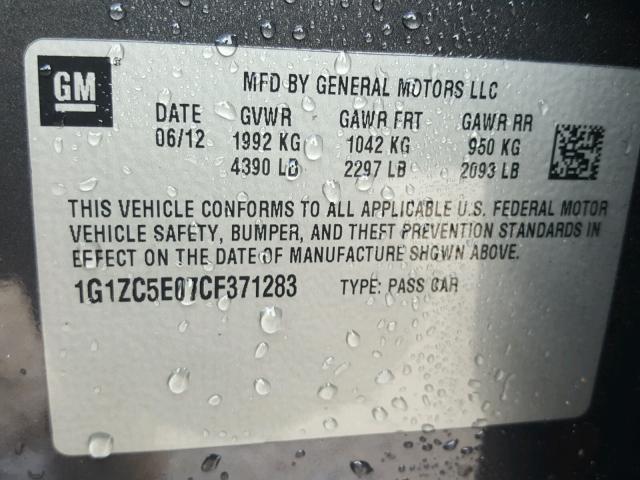 GM
MFD BY GENERAL MOTORS LLC
DATE GVWR GAWR FRT GAWR RR
06/12 1992 KG 1042 KG 950 KG
4390 LB 2297 LB 2093 LB
THIS VEHICLE CONFORMS TO ALL APPLICABLE U.S. FEDERAL MOTOR
VEHICLE SAFETY, BUMPER, AND THEFT PREVENTION STANDARDS IN
EFFECT ON THE DATE OF MANUFACTURE SHOWN ABOVE.
1G1ZC5E07CF371283 TYPE: PASS CAR